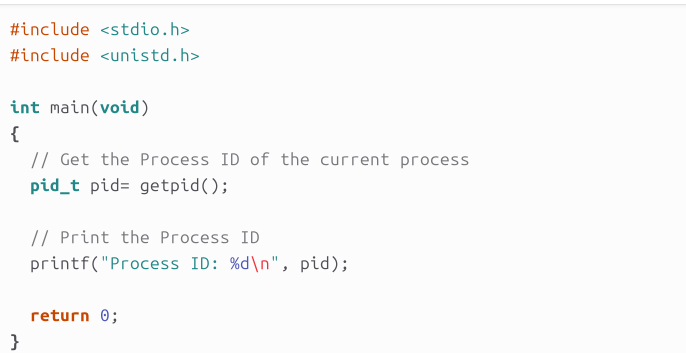 #include <stdio.h>
#include <unistd.h>
int main(void)
{
// Get the Process ID of the current process
pid_t pid= getpid();
// Print the Process ID
printf("Process ID: %d\n", pid);
return 0;
}